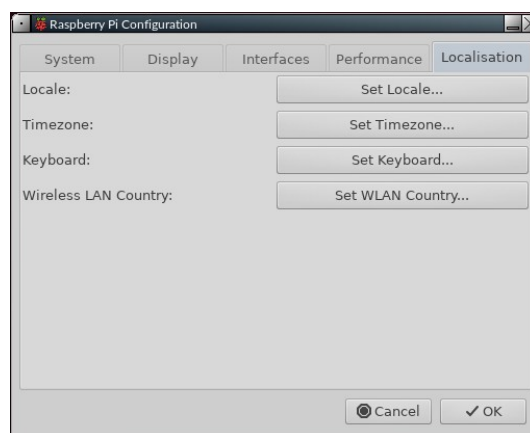 Raspberry Pi Configuration
System Display Interfaces Performance Localisation
Locale: Set Locale...
Timezone: Set Timezone...
Keyboard: Set Keyboard...
Wireless LAN Country: Set WLAN Country...
Cancel OK